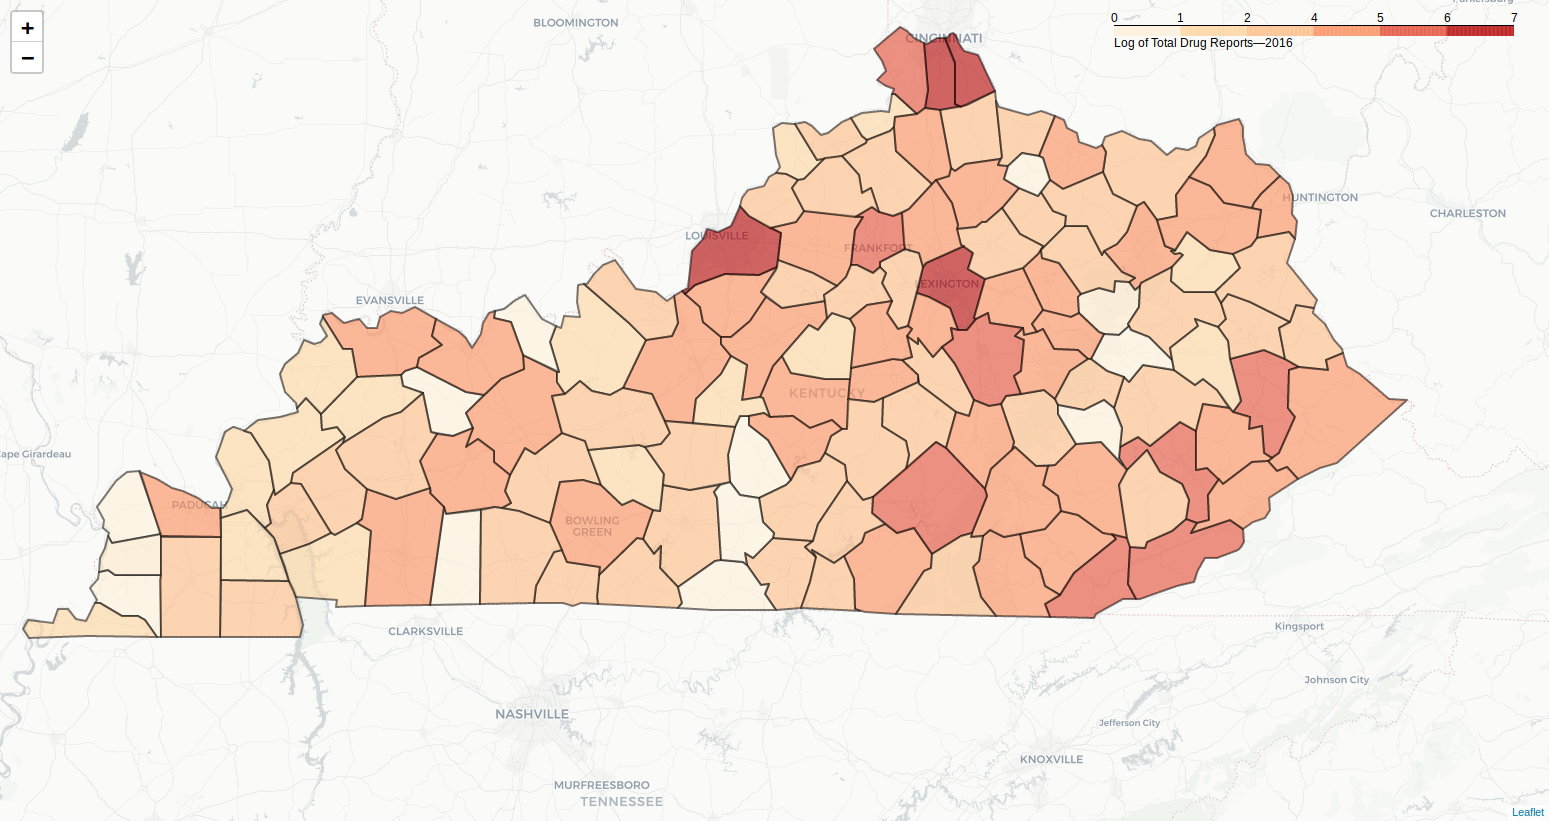 +
−
BLOOMINGTON
CINCINNATI
0 1 2 4 5 6 7
Log of Total Drug Reports—2016
HUNTINGTON
CHARLESTON
LOUISVILLE
FRANKFORT
LEXINGTON
EVANSVILLE
KENTUCKY
Cape Girardeau
PADUCAH
BOWLING
GREEN
CLARKSVILLE
Kingsport
Johnson City
NASHVILLE
Jefferson City
KNOXVILLE
MURFREESBORO
TENNESSEE
Leaflet